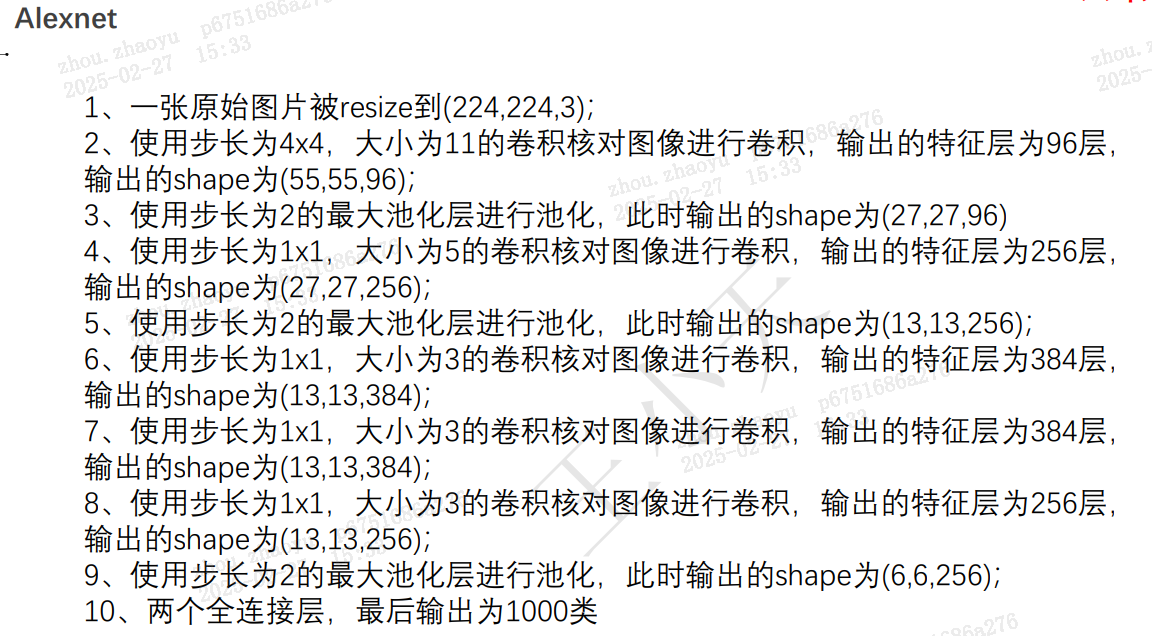 Alexnet
zhou.zhaoyu p6751686a276
2025-02-27 15:33
1、一张原始图片被resize到(224,224,3);
2、使用步长为4x4，大小为11的卷积核对图像进行卷积，输出的特征层为96层，
输出的shape为(55,55,96);
3、使用步长为2的最大池化层进行池化，此时输出的shape为(27,27,96)
4、使用步长为1x1，大小为5的卷积核对图像进行卷积，输出的特征层为256层，
输出的shape为(27,27,256);
5、使用步长为2的最大池化层进行池化，此时输出的shape为(13,13,256);
6、使用步长为1x1，大小为3的卷积核对图像进行卷积，输出的特征层为384层，
输出的shape为(13,13,384);
7、使用步长为1x1，大小为3的卷积核对图像进行卷积，输出的特征层为384层，
输出的shape为(13,13,384);
8、使用步长为1x1，大小为3的卷积核对图像进行卷积，输出的特征层为256层，
输出的shape为(13,13,256);
9、使用步长为2的最大池化层进行池化，此时输出的shape为(6,6,256);
10、两个全连接层，最后输出为1000类
王小天